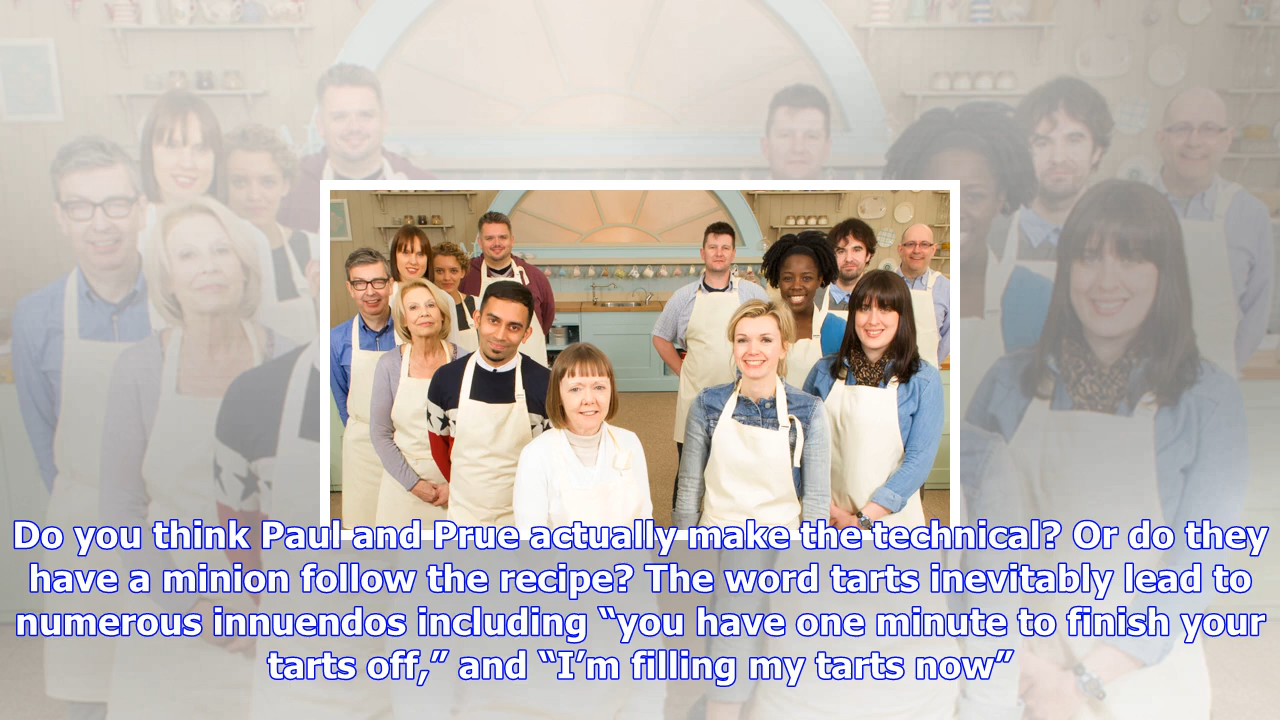 Do you think Paul and Prue actually make the technical? Or do they
have a minion follow the recipe? The word tarts inevitably lead to
numerous innuendos including “you have one minute to finish your
tarts off,” and “I’m filling my tarts now”